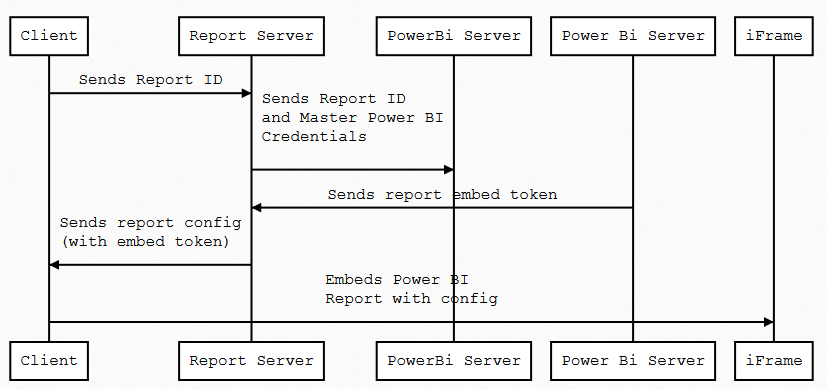 Client
Report Server
PowerBi Server
Power Bi Server
iFrame
Sends Report ID
Sends Report ID
and Master Power BI
Credentials
Sends report embed token
Sends report config
(with embed token)
Embeds Power BI
Report with config
Client
Report Server
PowerBi Server
Power Bi Server
iFrame